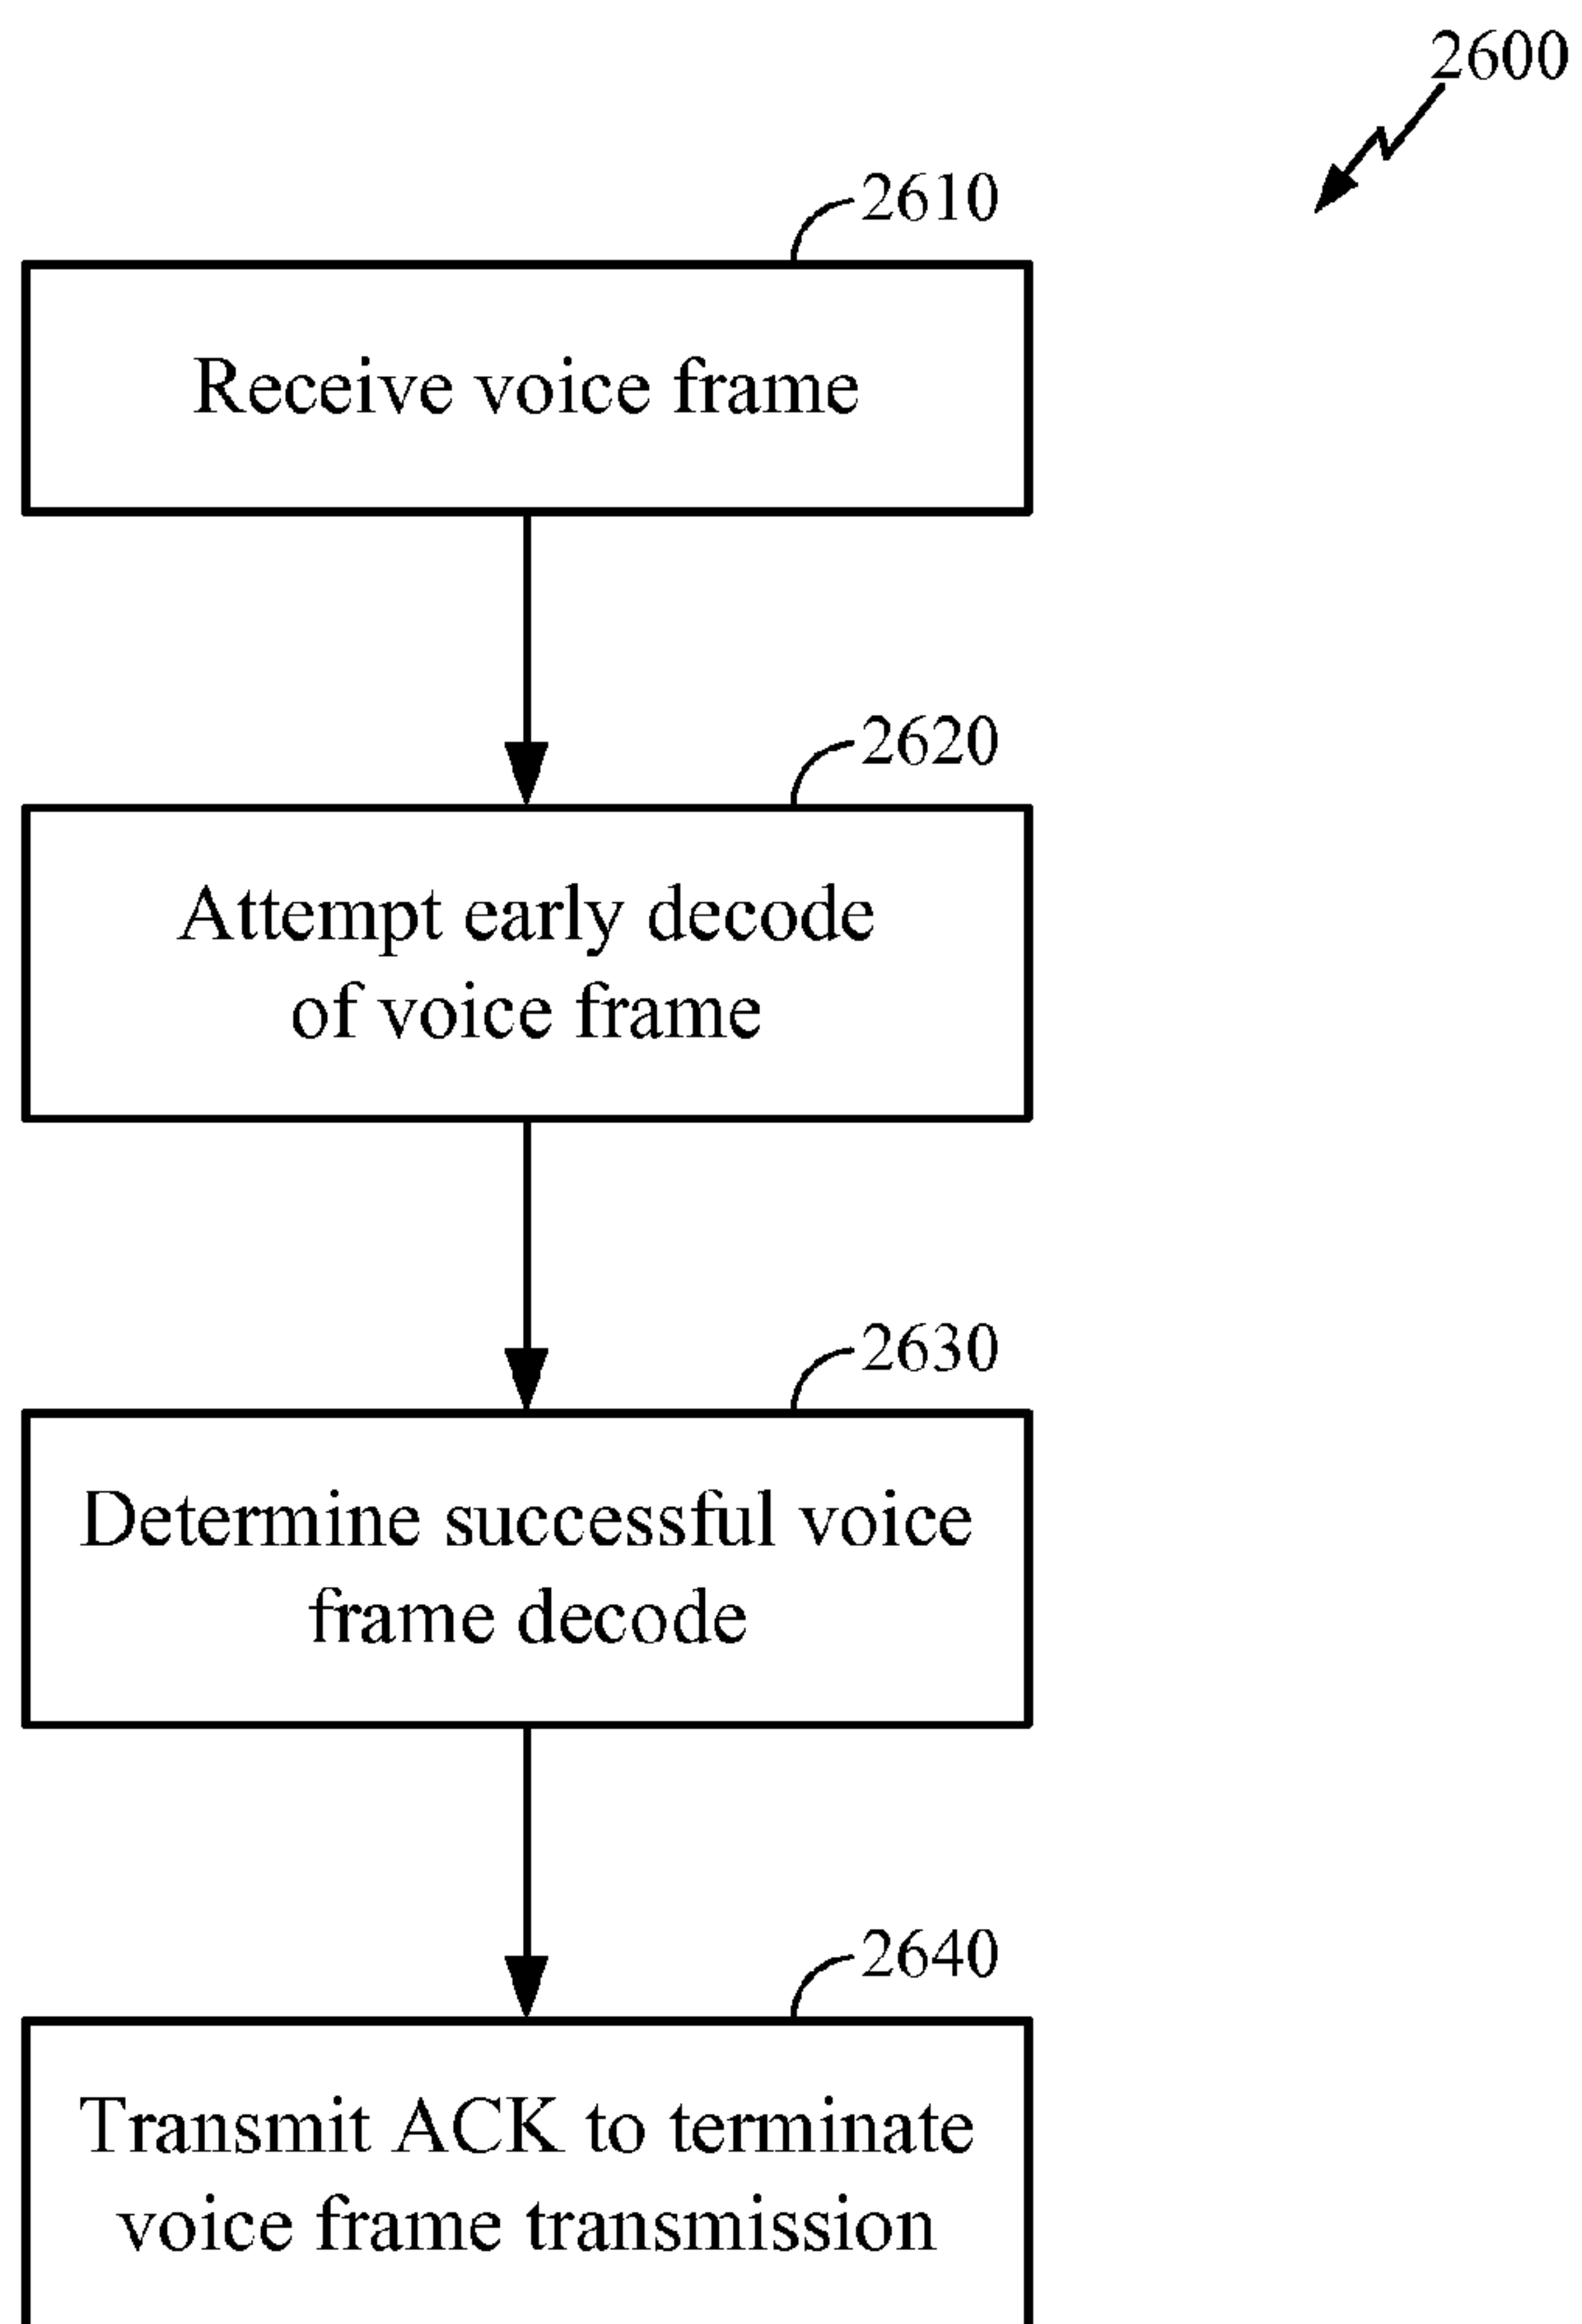 2600
2610
Receive voice frame
2620
Attempt early decode
of voice frame
2630
Determine successful voice
frame decode
2640
Transmit ACK to terminate
voice frame transmission